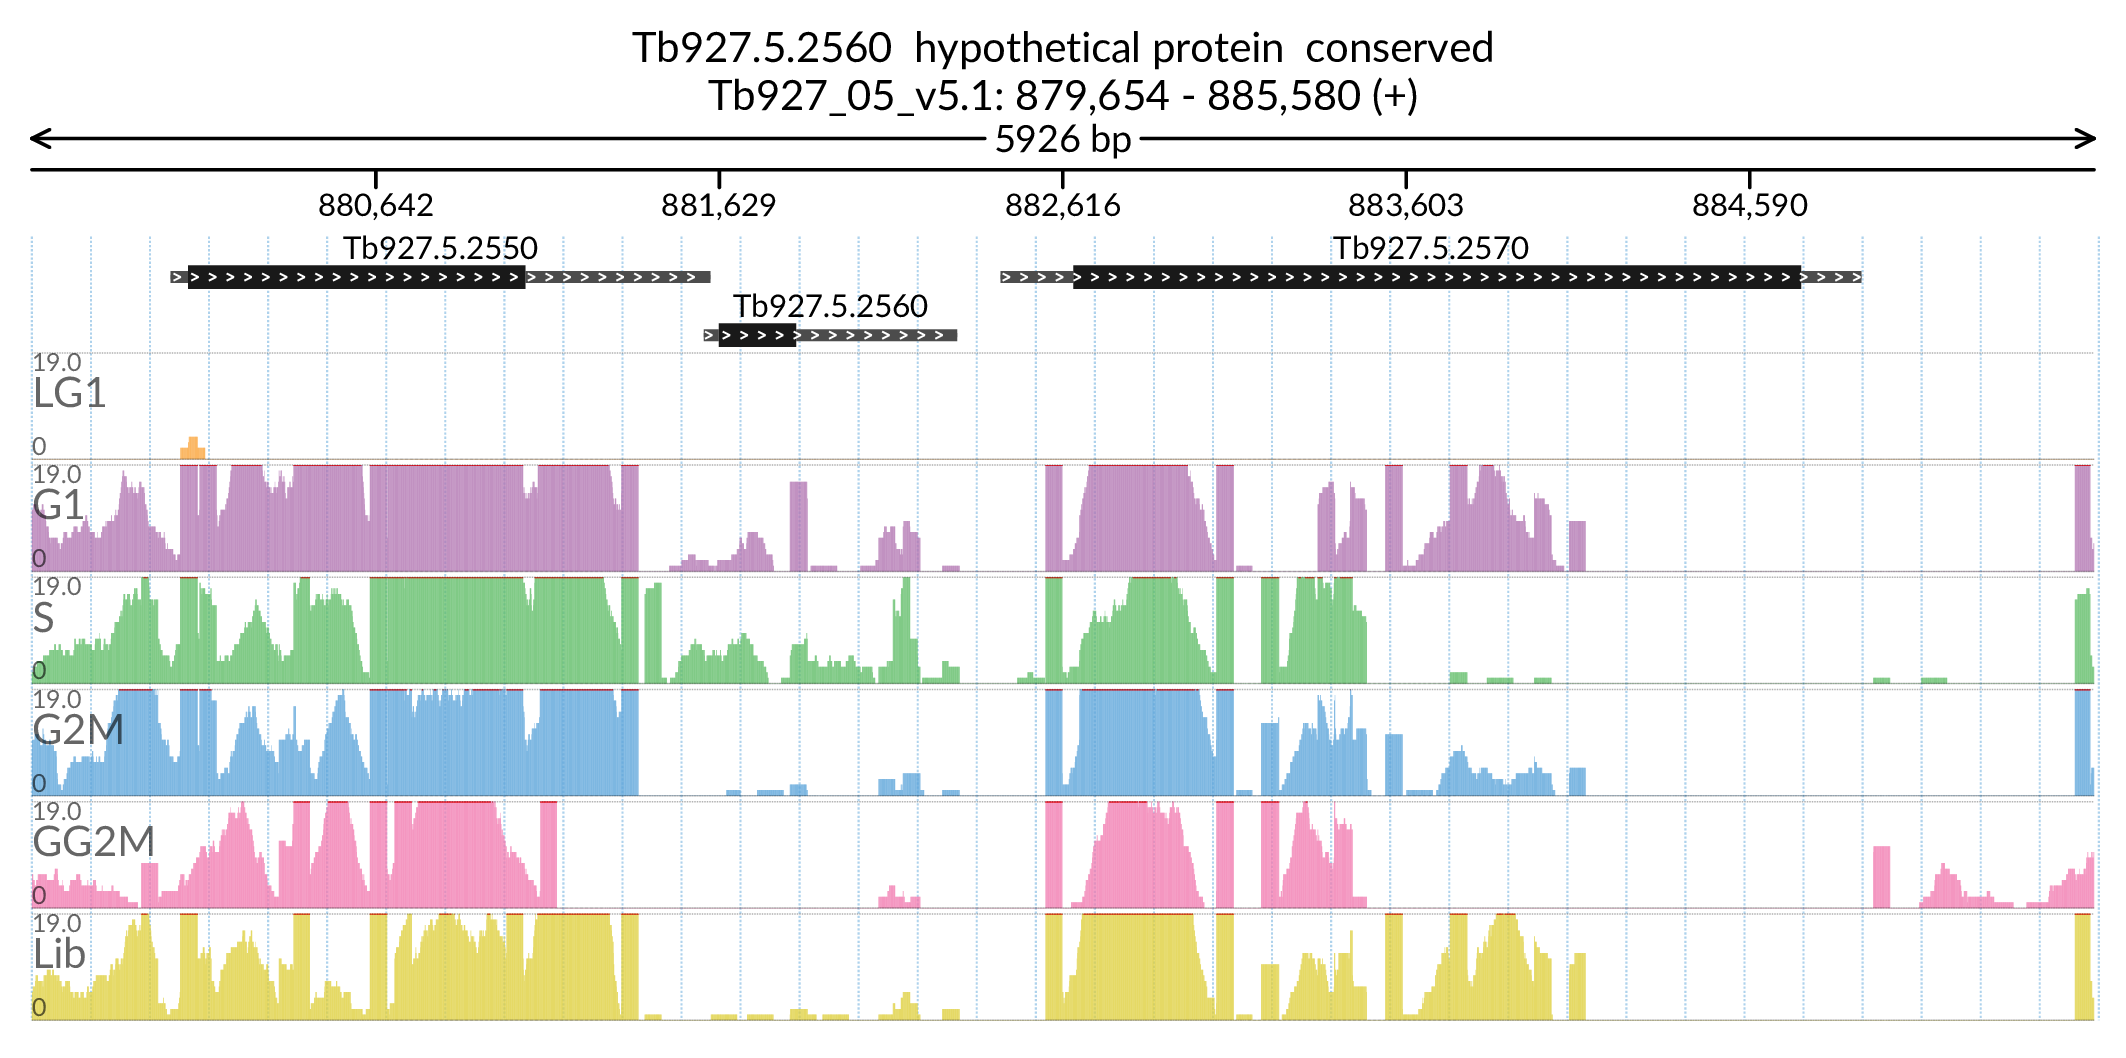 Tb927.5.2560  hypothetical protein  conserved
Tb927_05_v5.1: 879,654 - 885,580 (+)
5926 bp
880,642 881,629 882,616 883,603 884,590
Tb927.5.2550 Tb927.5.2570
Tb927.5.2560
19.0
LG1
0
19.0
G1
0
19.0
S
0
19.0
G2M
0
19.0
GG2M
0
19.0
Lib
0